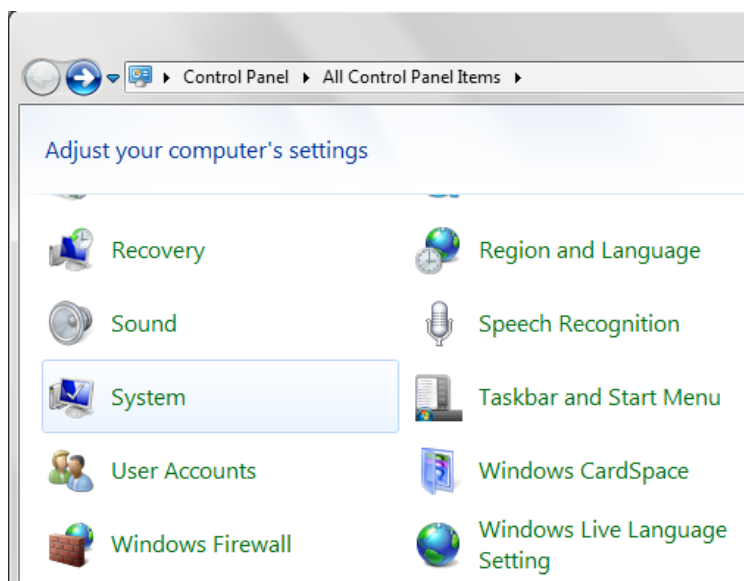 Control Panel All Control Panel Items
Adjust your computer's settings
Recovery Region and Language
Sound Speech Recognition
System Taskbar and Start Menu
User Accounts Windows CardSpace
Windows Firewall Windows Live Language
Setting